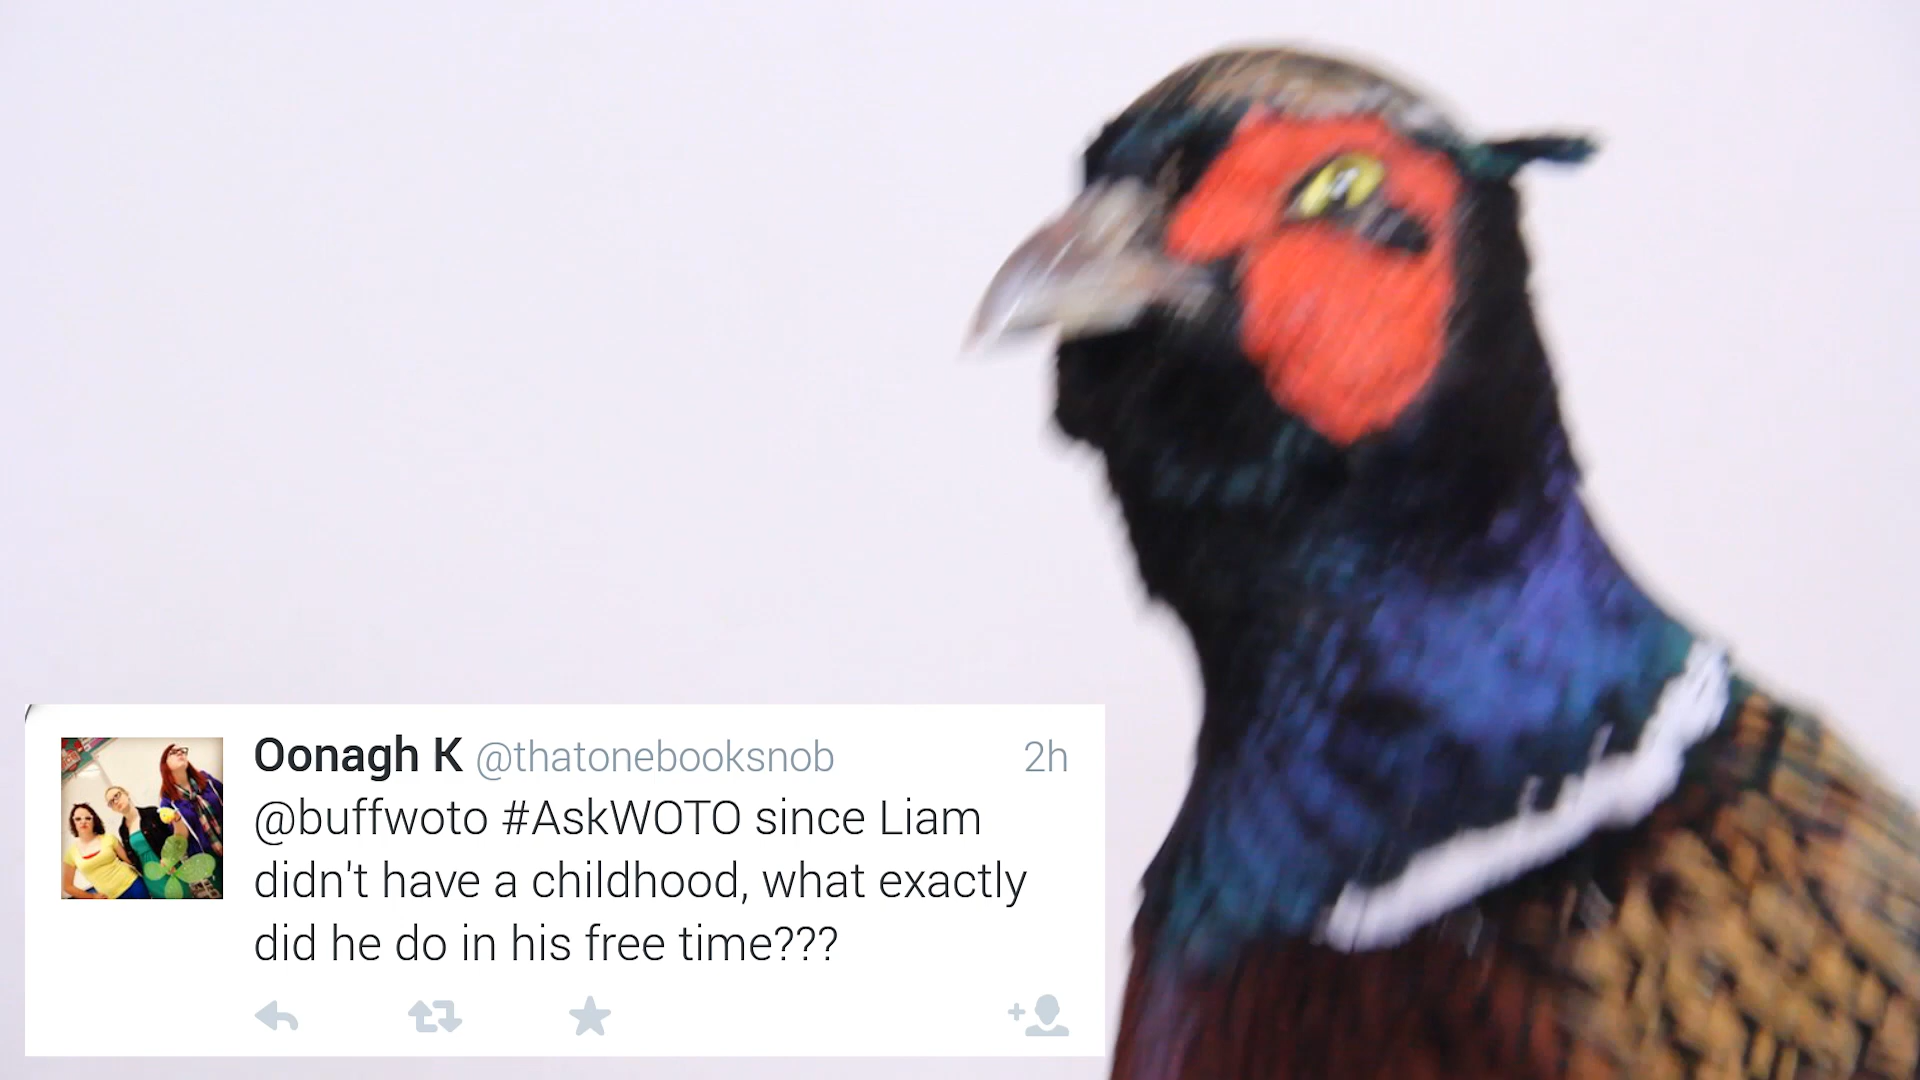 Oonagh K @thatonebooksnob 2h
@buffwoto #AskWOTO since Liam
didn't have a childhood, what exactly
did he do in his free time???